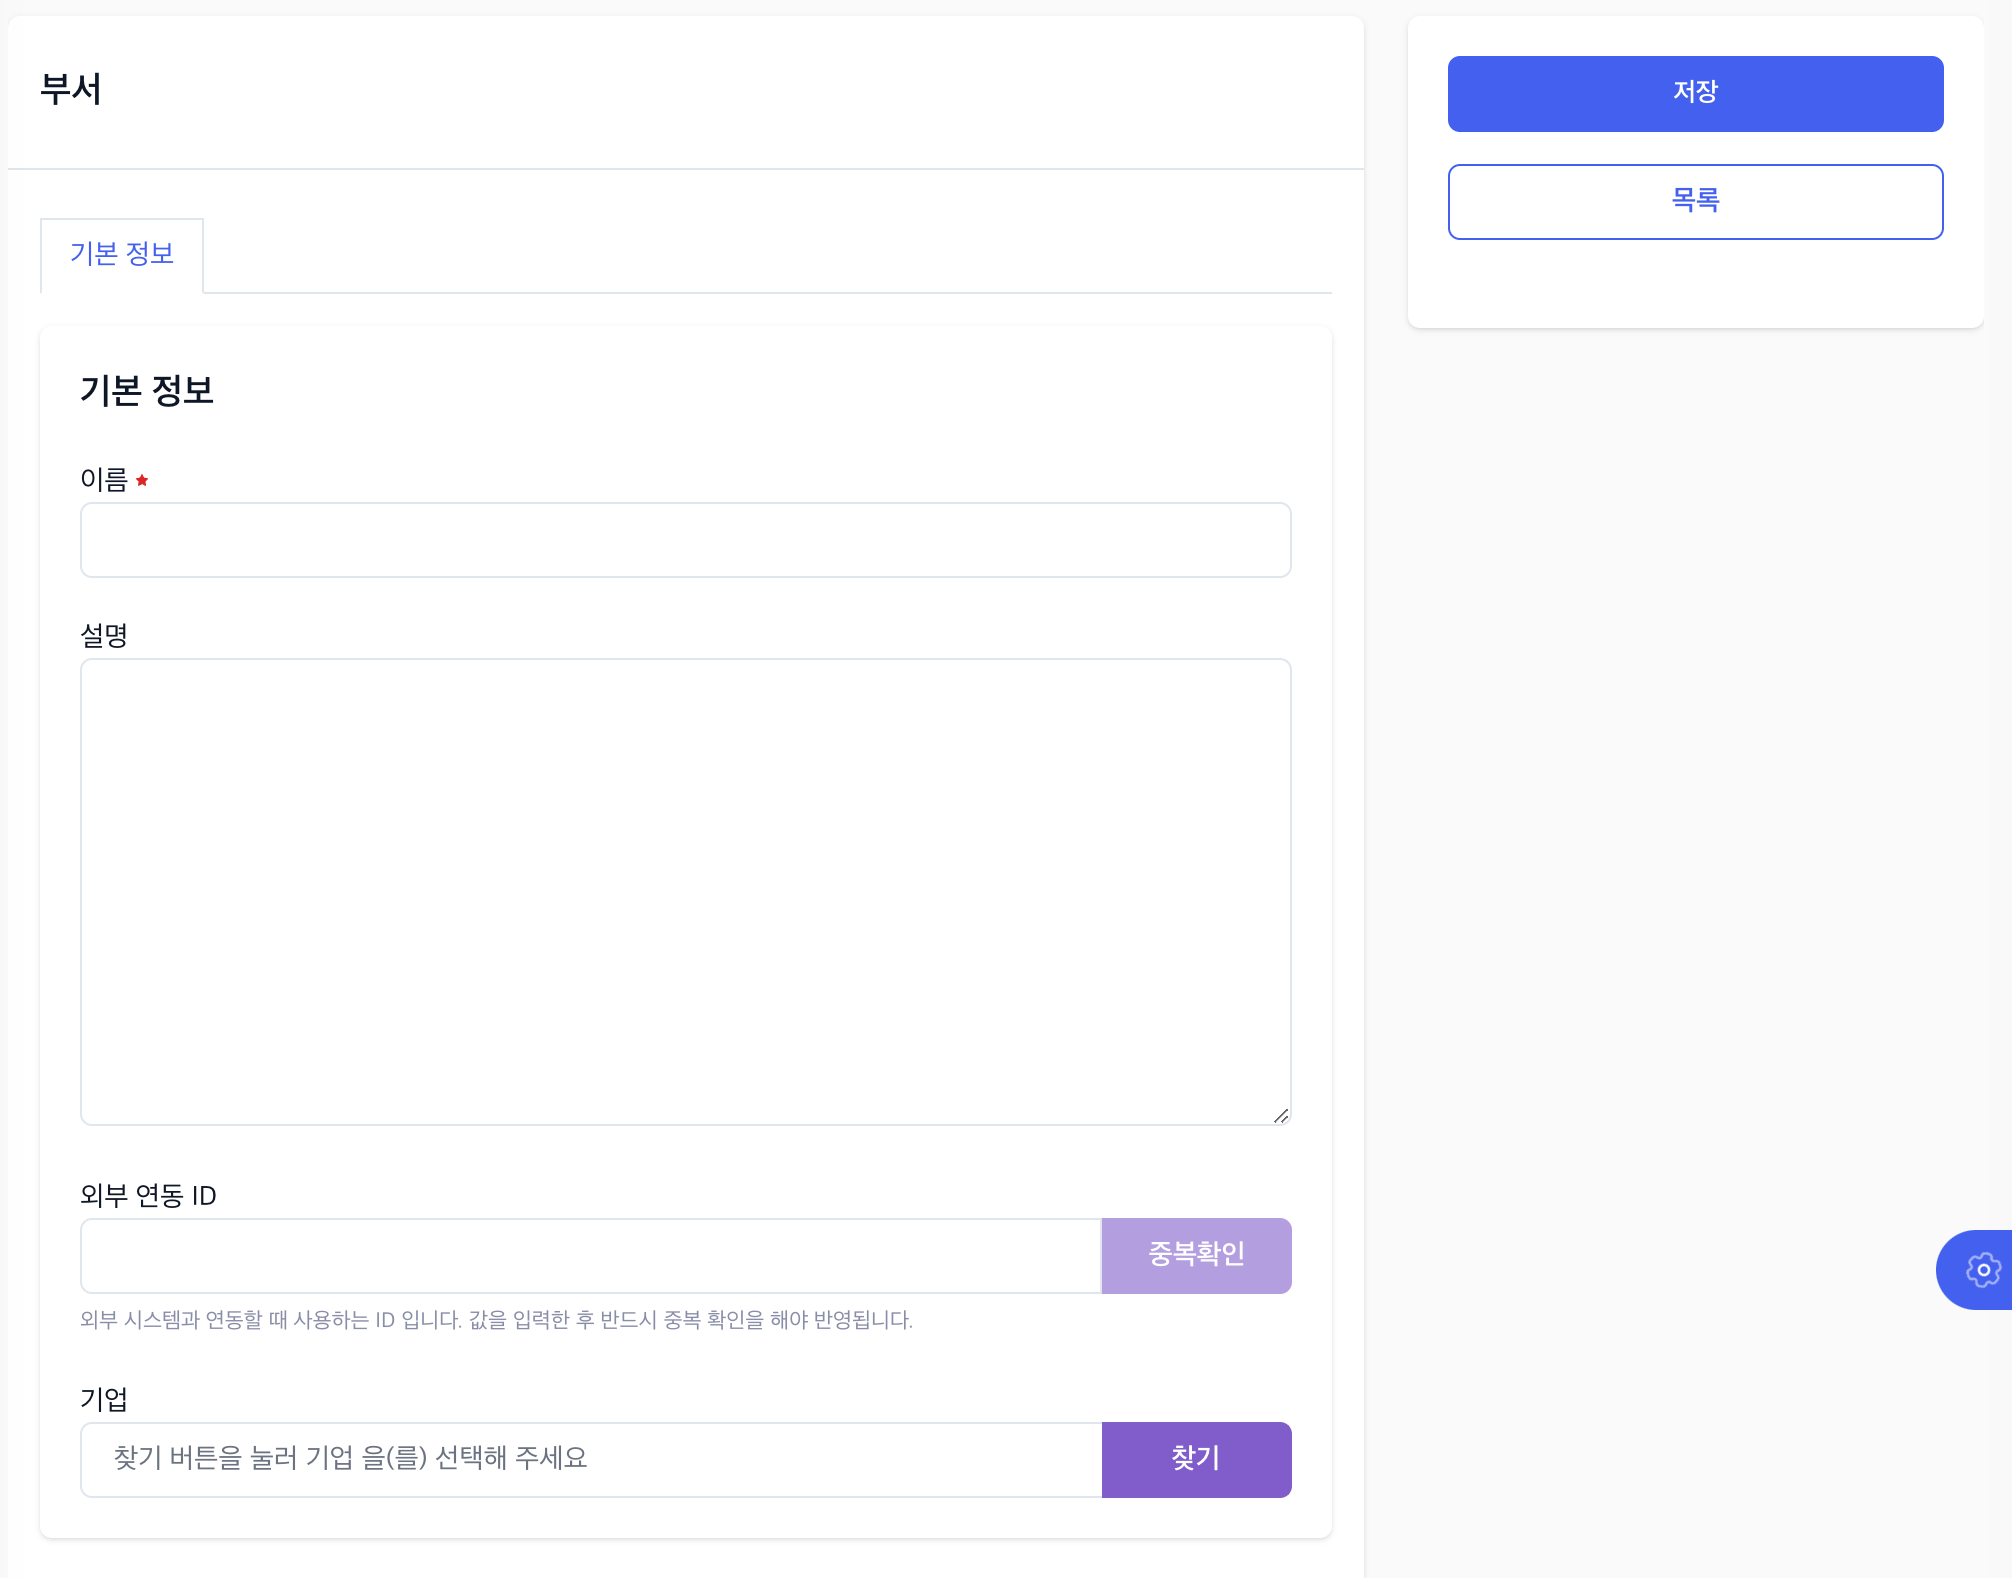 부서
저장
목록
기본 정보
기본 정보
이름
설명
외부 연동 ID
중복확인
외부 시스템과 연동할 때 사용하는 ID 입니다. 값을 입력한 후 반드시 중복 확인을 해야 반영됩니다.
기업
찾기 버튼을 눌러 기업 을(를) 선택해 주세요
찾기